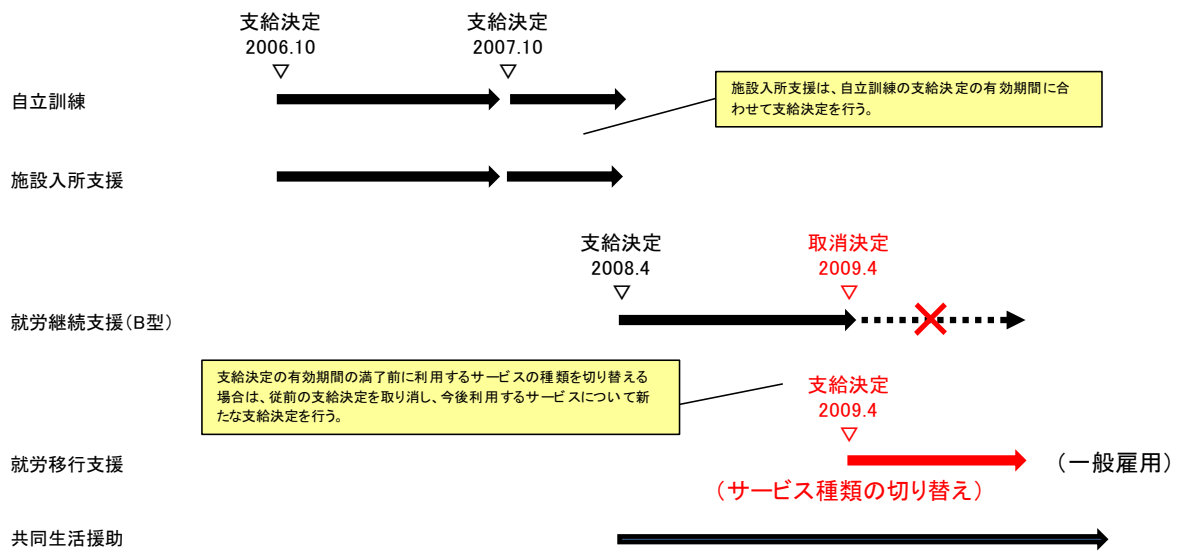 支給決定
2006.10
▽
支給決定
2007.10
▽
自立訓練
施設入所支援は、自立訓練の支給決定の有効期間に合
わせて支給決定を行う。
施設入所支援
支給決定
2008.4
▽
取消決定
2009.4
▽
就労継続支援(B型)
支給決定の有効期間の満了前に利用するサービスの種類を切り替える
場合は、従前の支給決定を取り消し、今後利用するサービスについて新
たな支給決定を行う。
支給決定
2009.4
▽
就労移行支援
(一般雇用)
(サービス種類の切り替え)
共同生活援助